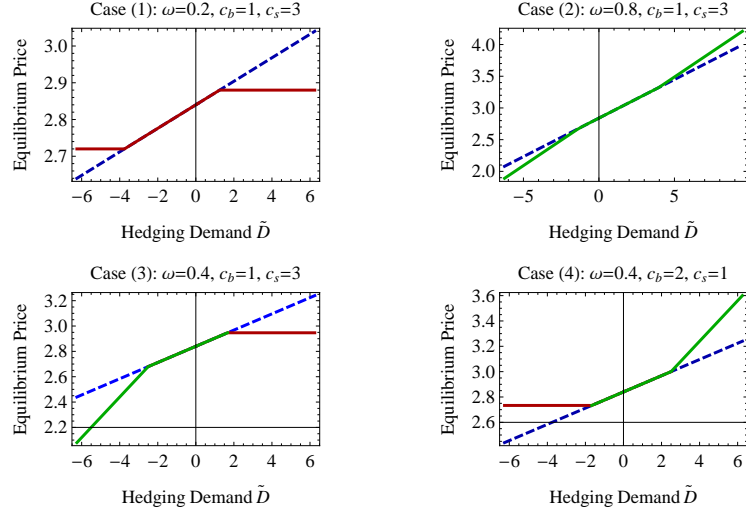 Case (1): ω=0.2, c_b=1, c_s=3
Equilibrium Price
3.0
2.9
2.8
2.7
−6 −4 −2 0 2 4 6
Hedging Demand D̃
Case (2): ω=0.8, c_b=1, c_s=3
Equilibrium Price
4.0
3.5
3.0
2.5
2.0
−5 0 5
Hedging Demand D̃
Case (3): ω=0.4, c_b=1, c_s=3
Equilibrium Price
3.2
3.0
2.8
2.6
2.4
2.2
−6 −4 −2 0 2 4 6
Hedging Demand D̃
Case (4): ω=0.4, c_b=2, c_s=1
Equilibrium Price
3.6
3.4
3.2
3.0
2.8
2.6
−6 −4 −2 0 2 4 6
Hedging Demand D̃